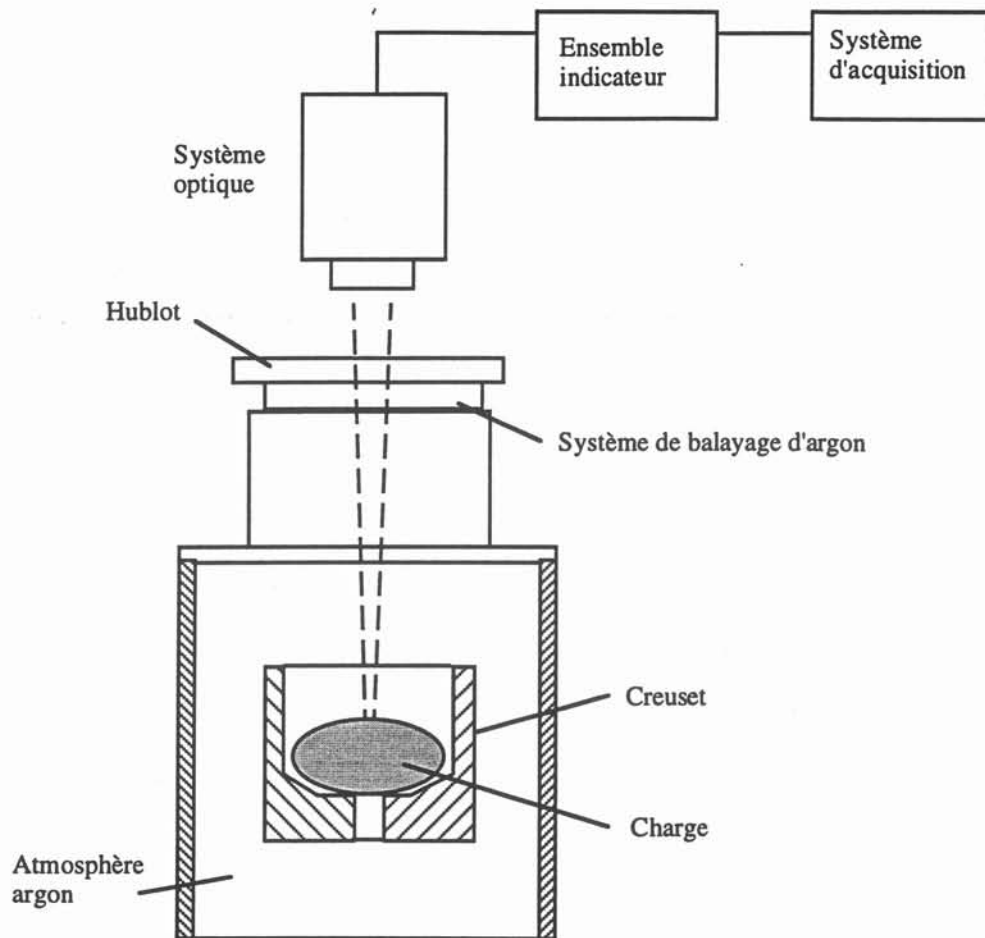 Ensemble
indicateur
Système
d'acquisition
Système
optique
Hublot
Système de balayage d'argon
Creuset
Charge
Atmosphère
argon